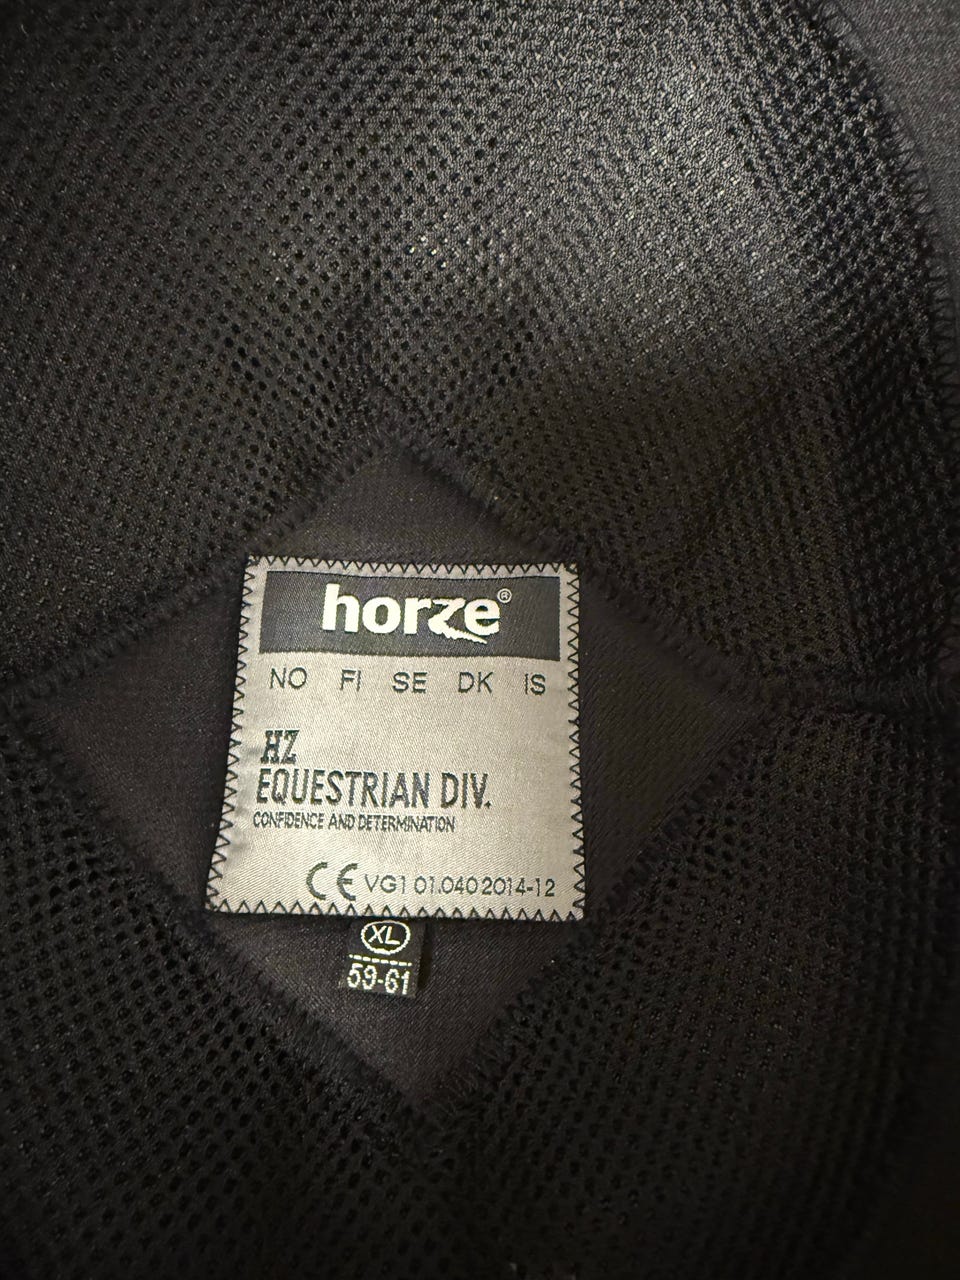 horze®
NO FI SE DK IS
HZ
EQUESTRIAN DIV.
CONFIDENCE AND DETERMINATION
CE VG1 01.040 2014-12
XL
59-61